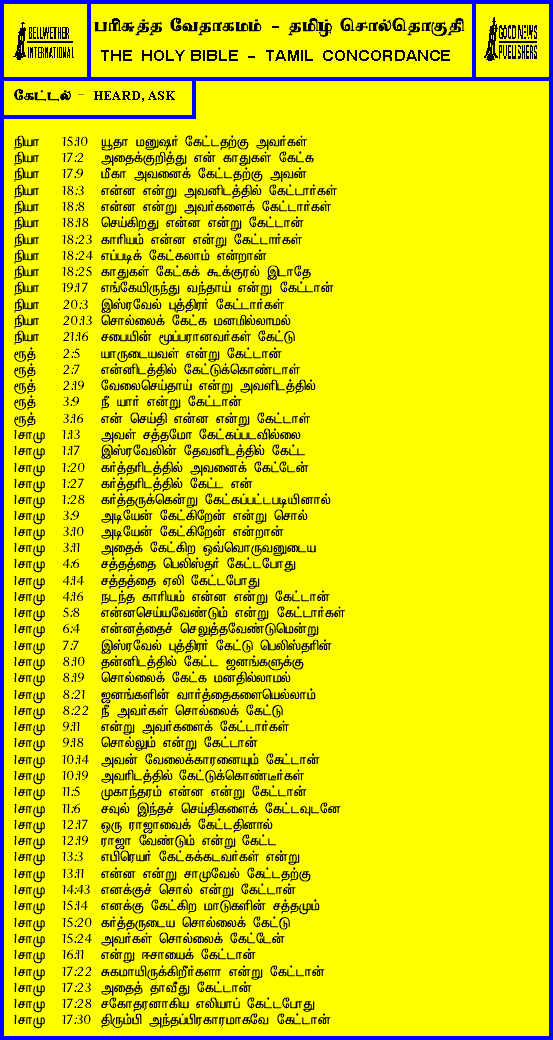 BELLWETHER
INTERNATIONAL
பரிசுத்த வேதாகமம் - தமிழ் சொல்தொகுதி
THE HOLY BIBLE - TAMIL CONCORDANCE
GOOD NEWS
PUBLISHERS
கேட்டல் - HEARD, ASK
நியா 15:10 யூதா மனுஷர் கேட்டதற்கு அவர்கள்
நியா 17:2 அதைக்குறித்து என் காதுகள் கேட்க
நியா 17:9 மீகா அவனைக் கேட்டதற்கு அவன்
நியா 18:3 என்ன என்று அவனிடத்தில் கேட்டார்கள்
நியா 18:8 என்ன என்று அவர்களைக் கேட்டார்கள்
நியா 18:18 செய்கிறது என்ன என்று கேட்டான்
நியா 18:23 காரியம் என்ன என்று கேட்டார்கள்
நியா 18:24 எப்படிக் கேட்கலாம் என்றான்
நியா 18:25 காதுகள் கேட்கக் கூக்குரல் இடாதே
நியா 19:17 எங்கேயிருந்து வந்தாய் என்று கேட்டான்
நியா 20:3 இஸ்ரவேல் புத்திரர் கேட்டார்கள்
நியா 20:13 சொல்லைக் கேட்க மனமில்லாமல்
நியா 21:16 சபையின் மூப்பரானவர்கள் கேட்டு
ரூத் 2:5 யாருடையவள் என்று கேட்டான்
ரூத் 2:7 என்னிடத்தில் கேட்டுக்கொண்டாள்
ரூத் 2:19 வேலைசெய்தாய் என்று அவளிடத்தில்
ரூத் 3:9 நீ யார் என்று கேட்டான்
ரூத் 3:16 என் செய்தி என்ன என்று கேட்டாள்
1சாமு 1:13 அவள் சத்தமோ கேட்கப்படவில்லை
1சாமு 1:17 இஸ்ரவேலின் தேவனிடத்தில் கேட்ட
1சாமு 1:20 கர்த்தரிடத்தில் அவனைக் கேட்டேன்
1சாமு 1:27 கர்த்தரிடத்தில் கேட்ட என்
1சாமு 1:28 கர்த்தருக்கென்று கேட்கப்பட்டபடியினால்
1சாமு 3:9 அடியேன் கேட்கிறேன் என்று சொல்
1சாமு 3:10 அடியேன் கேட்கிறேன் என்றான்
1சாமு 3:11 அதைக் கேட்கிற ஒவ்வொருவனுடைய
1சாமு 4:6 சத்தத்தை பெலிஸ்தர் கேட்டபோது
1சாமு 4:14 சத்தத்தை ஏலி கேட்டபோது
1சாமு 4:16 நடந்த காரியம் என்ன என்று கேட்டான்
1சாமு 5:8 என்னசெய்யவேண்டும் என்று கேட்டார்கள்
1சாமு 6:4 என்னத்தைச் செலுத்தவேண்டுமென்று
1சாமு 7:7 இஸ்ரவேல் புத்திரர் கேட்டு பெலிஸ்தரின்
1சாமு 8:10 தன்னிடத்தில் கேட்ட ஜனங்களுக்கு
1சாமு 8:19 சொல்லைக் கேட்க மனதில்லாமல்
1சாமு 8:21 ஜனங்களின் வார்த்தைகளையெல்லாம்
1சாமு 8:22 நீ அவர்கள் சொல்லைக் கேட்டு
1சாமு 9:11 என்று அவர்களைக் கேட்டார்கள்
1சாமு 9:18 சொல்லும் என்று கேட்டான்
1சாமு 10:14 அவன் வேலைக்காரனையும் கேட்டான்
1சாமு 10:19 அவரிடத்தில் கேட்டுக்கொண்டீர்கள்
1சாமு 11:5 முகாந்தரம் என்ன என்று கேட்டான்
1சாமு 11:6 சவுல் இந்தச் செய்திகளைக் கேட்டவுடனே
1சாமு 12:17 ஒரு ராஜாவைக் கேட்டதினால்
1சாமு 12:19 ராஜா வேண்டும் என்று கேட்ட
1சாமு 13:3 எபிரெயர் கேட்கக்கடவர்கள் என்று
1சாமு 13:11 என்ன என்று சாமுவேல் கேட்டதற்கு
1சாமு 14:43 எனக்குச் சொல் என்று கேட்டான்
1சாமு 15:14 எனக்கு கேட்கிற மாடுகளின் சத்தமும்
1சாமு 15:20 கர்த்தருடைய சொல்லைக் கேட்டு
1சாமு 15:24 அவர்கள் சொல்லைக் கேட்டேன்
1சாமு 16:11 என்று ஈசாயைக் கேட்டான்
1சாமு 17:22 சுகமாயிருக்கிறீர்களா என்று கேட்டான்
1சாமு 17:23 அதைத் தாவீது கேட்டான்
1சாமு 17:28 சகோதரனாகிய எலியாப் கேட்டபோது
1சாமு 17:30 திரும்பி அந்தப்பிரகாரமாகவே கேட்டான்